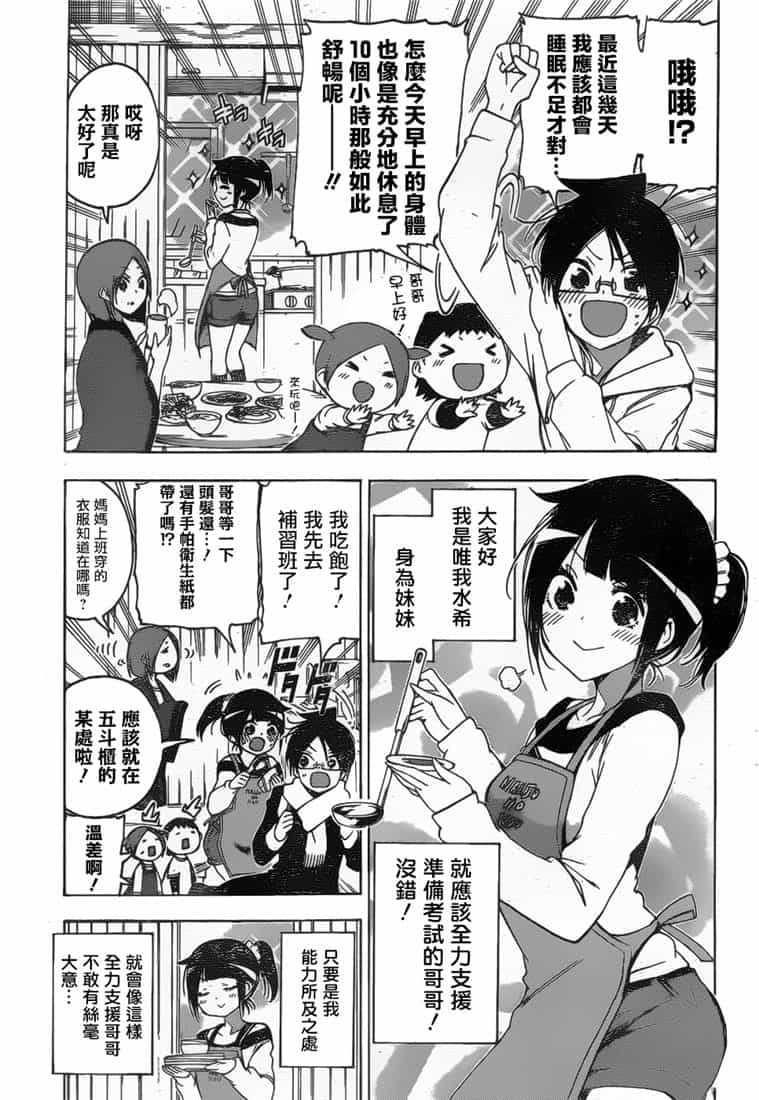 哦哦!?
最近這幾天
我應該都會
睡眠不足才對…
怎麼今天早上的身體
也像是充分地休息了
10個小時那般如此
舒暢呢——!!
哎呀
那真是
太好了呢
哥哥
早上好!
來玩吧—
大家好
我是唯我水希
身為妹妹
就應該全力支援
準備考試的哥哥!
沒錯!
我吃飽了!
我先去
補習班了!
哥哥等一下
頭髮還…!
還有手帕衛生紙都
帶了嗎!?
媽媽上班穿的
衣服知道在哪嗎?
ドドド
應該就在
五斗櫃的
某處啦!
溫差啊!
只要是我
能力所及之處
就會像這樣
全力支援哥哥
不敢有絲毫
大意…